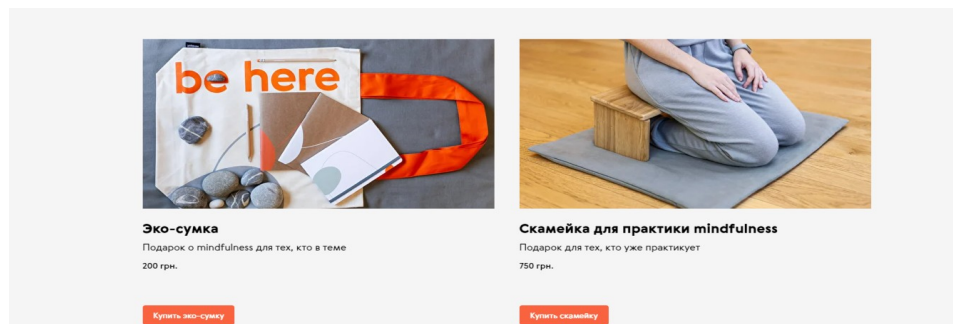 be here
Эко-сумка
Подарок о mindfulness для тех, кто в теме
200 грн.
Купить эко-сумку
Скамейка для практики mindfulness
Подарок для тех, кто уже практикует
750 грн.
Купить скамейку